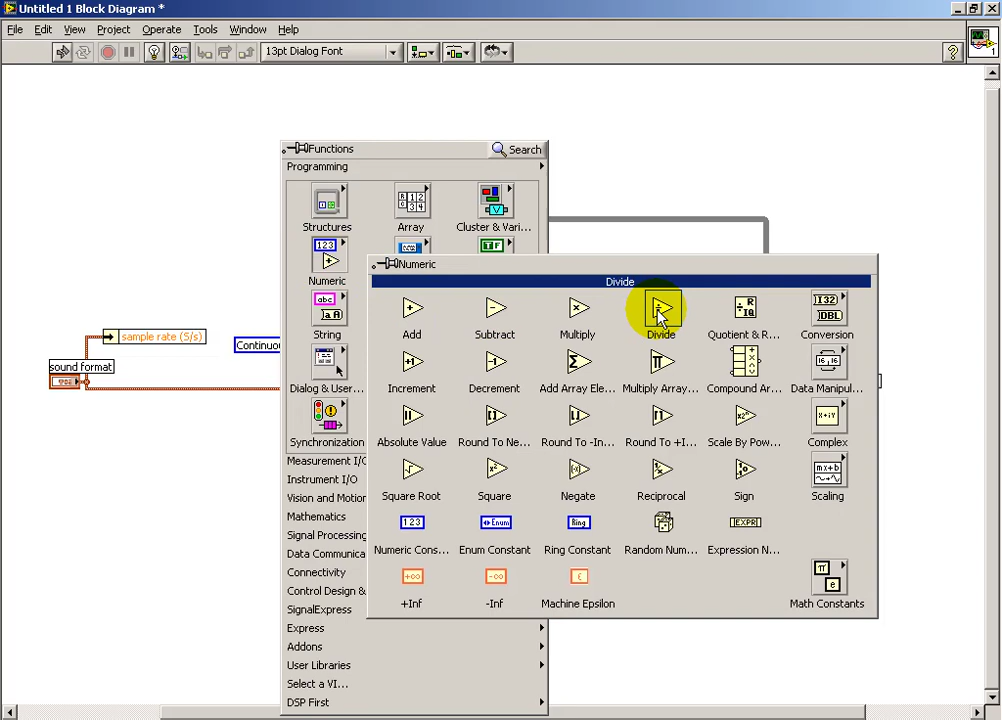 Untitled 1 Block Diagram *
File Edit View Project Operate Tools Window Help
13pt Dialog Font
?
1
Functions
Search
Programming
Structures
Array
Cluster & Vari...
Numeric
String
Dialog & User...
Synchronization
Measurement I/O
Instrument I/O
Vision and Motion
Mathematics
Signal Processing
Data Communica
Connectivity
Control Design &
SignalExpress
Express
Addons
User Libraries
Select a VI...
DSP First
Numeric
Divide
Add
Subtract
Multiply
Divide
Quotient & R...
Conversion
Increment
Decrement
Add Array Ele...
Multiply Array...
Compound Ar...
Data Manipul...
Absolute Value
Round To Ne...
Round To -In...
Round To +I...
Scale By Pow...
Complex
Square Root
Square
Negate
Reciprocal
Sign
Scaling
Numeric Cons...
Enum Constant
Ring Constant
Random Num...
Expression N...
+Inf
-Inf
Machine Epsilon
Math Constants
sample rate (S/s)
sound format
Continuou